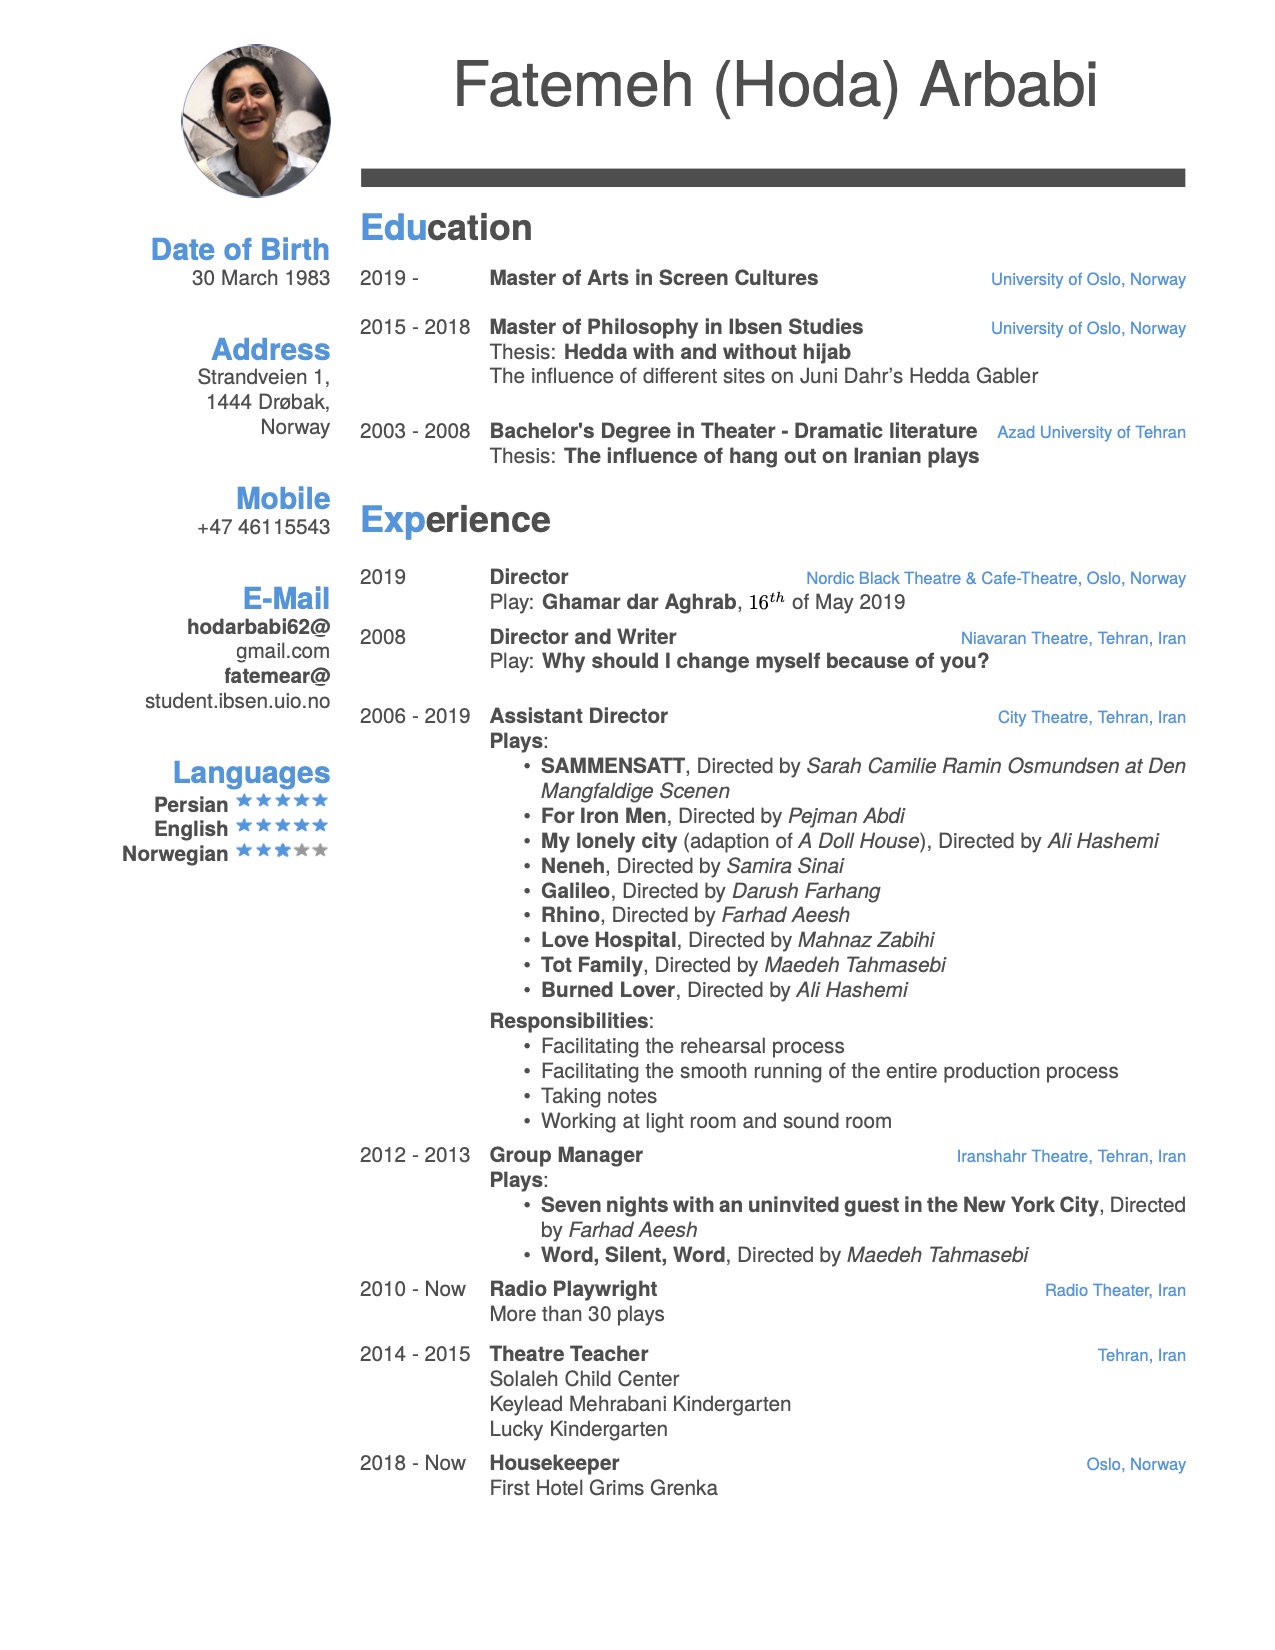 Fatemeh (Hoda) Arbabi
Date of Birth
30 March 1983
Address
Strandveien 1,
1444 Drøbak,
Norway
Mobile
+47 46115543
E-Mail
hodarbabi62@
gmail.com
fatemear@
student.ibsen.uio.no
Languages
Persian
English
Norwegian
Education
2019 - Master of Arts in Screen Cultures University of Oslo, Norway
2015 - 2018 Master of Philosophy in Ibsen Studies University of Oslo, Norway
Thesis: Hedda with and without hijab
The influence of different sites on Juni Dahr's Hedda Gabler
2003 - 2008 Bachelor's Degree in Theater - Dramatic literature Azad University of Tehran
Thesis: The influence of hang out on Iranian plays
Experience
2019 Director Nordic Black Theatre & Cafe-Theatre, Oslo, Norway
Play: Ghamar dar Aghrab, 16th of May 2019
2008 Director and Writer Niavaran Theatre, Tehran, Iran
Play: Why should I change myself because of you?
2006 - 2019 Assistant Director City Theatre, Tehran, Iran
Plays:
• SAMMENSATT, Directed by Sarah Camilie Ramin Osmundsen at Den
Mangfaldige Scenen
• For Iron Men, Directed by Pejman Abdi
• My lonely city (adaption of A Doll House), Directed by Ali Hashemi
• Neneh, Directed by Samira Sinai
• Galileo, Directed by Darush Farhang
• Rhino, Directed by Farhad Aeesh
• Love Hospital, Directed by Mahnaz Zabihi
• Tot Family, Directed by Maedeh Tahmasebi
• Burned Lover, Directed by Ali Hashemi
Responsibilities:
• Facilitating the rehearsal process
• Facilitating the smooth running of the entire production process
• Taking notes
• Working at light room and sound room
2012 - 2013 Group Manager Iranshahr Theatre, Tehran, Iran
Plays:
• Seven nights with an uninvited guest in the New York City, Directed
by Farhad Aeesh
• Word, Silent, Word, Directed by Maedeh Tahmasebi
2010 - Now Radio Playwright Radio Theater, Iran
More than 30 plays
2014 - 2015 Theatre Teacher Tehran, Iran
Solaleh Child Center
Keylead Mehrabani Kindergarten
Lucky Kindergarten
2018 - Now Housekeeper Oslo, Norway
First Hotel Grims Grenka